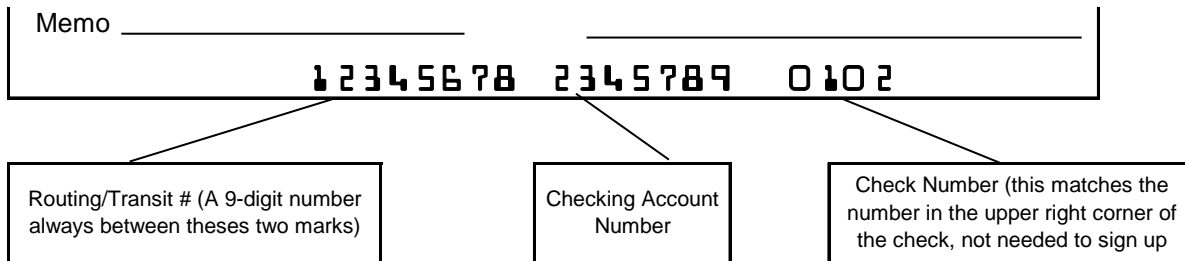 Memo
12345678 2345789 0102
Routing/Transit # (A 9-digit number
always between theses two marks)
Checking Account
Number
Check Number (this matches the
number in the upper right corner of
the check, not needed to sign up